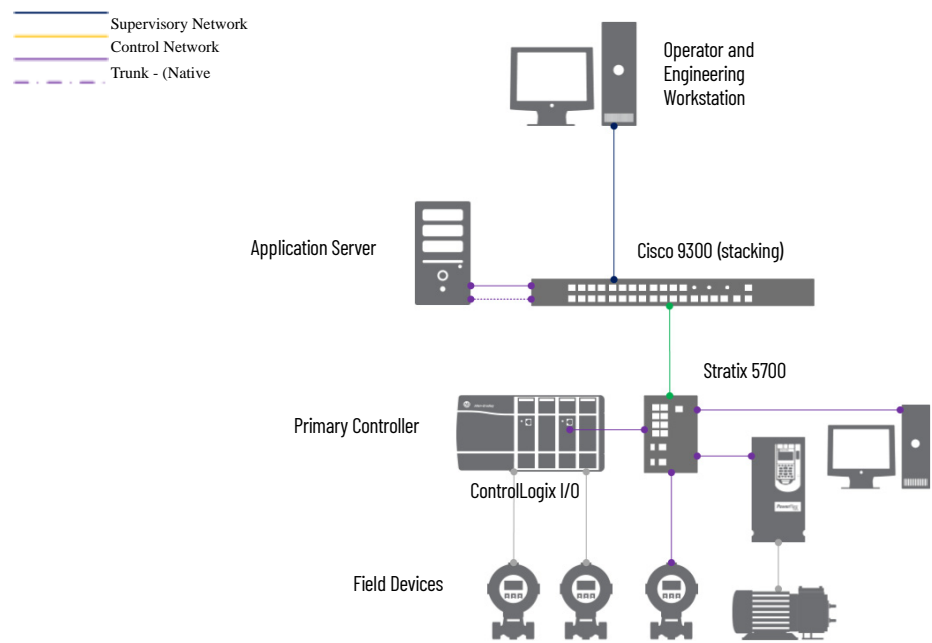 Supervisory Network
Control Network
Trunk - (Native
Operator and
Engineering
Workstation
Application Server
Cisco 9300 (stacking)
Stratix 5700
Primary Controller
ControlLogix I/O
PowerFlex
Field Devices